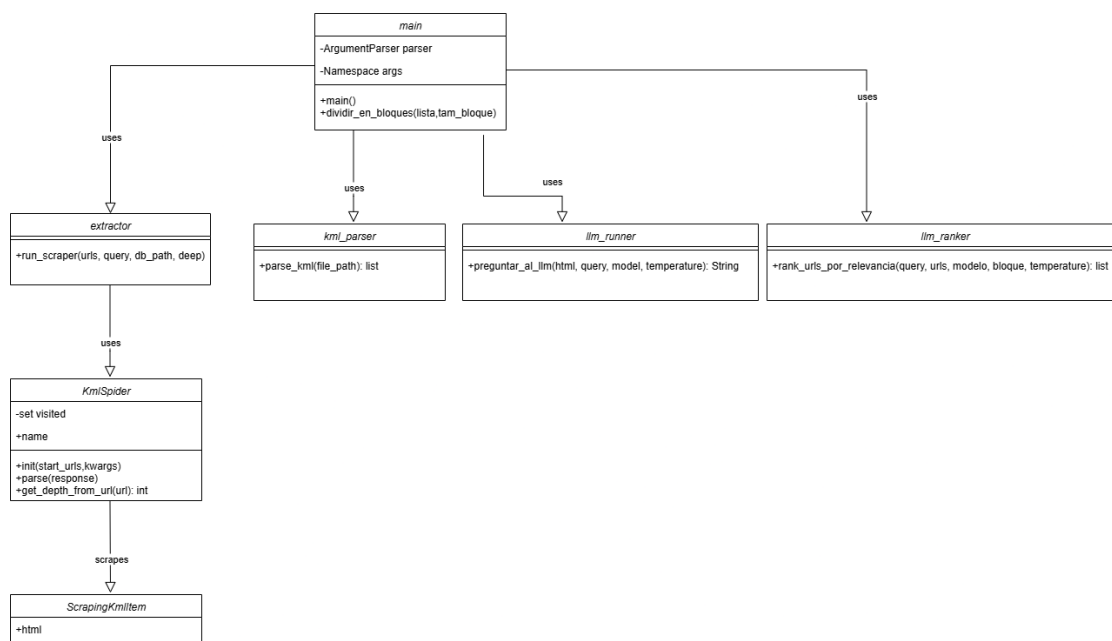 main
-ArgumentParser parser
-Namespace args
+main()
+dividir_en_bloques(lista,tam_bloque)
uses
uses
uses
uses
extractor
+run_scraper(urls, query, db_path, deep)
kml_parser
+parse_kml(file_path): list
llm_runner
+preguntar_al_llm(html, query, model, temperature): String
llm_ranker
+rank_urls_por_relevancia(query, urls, modelo, bloque, temperature): list
uses
KmlSpider
-set visited
+name
+init(start_urls,kwargs)
+parse(response)
+get_depth_from_url(url): int
scrapes
ScrapingKmlItem
+html